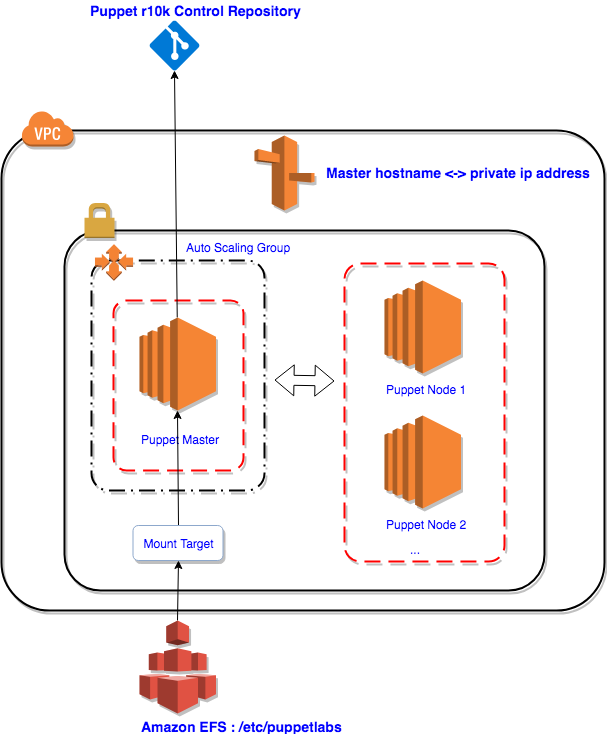 Puppet r10k Control Repository
VPC
Master hostname <-> private ip address
Auto Scaling Group
Puppet Master
Puppet Node 1
Puppet Node 2
...
Mount Target
Amazon EFS : /etc/puppetlabs